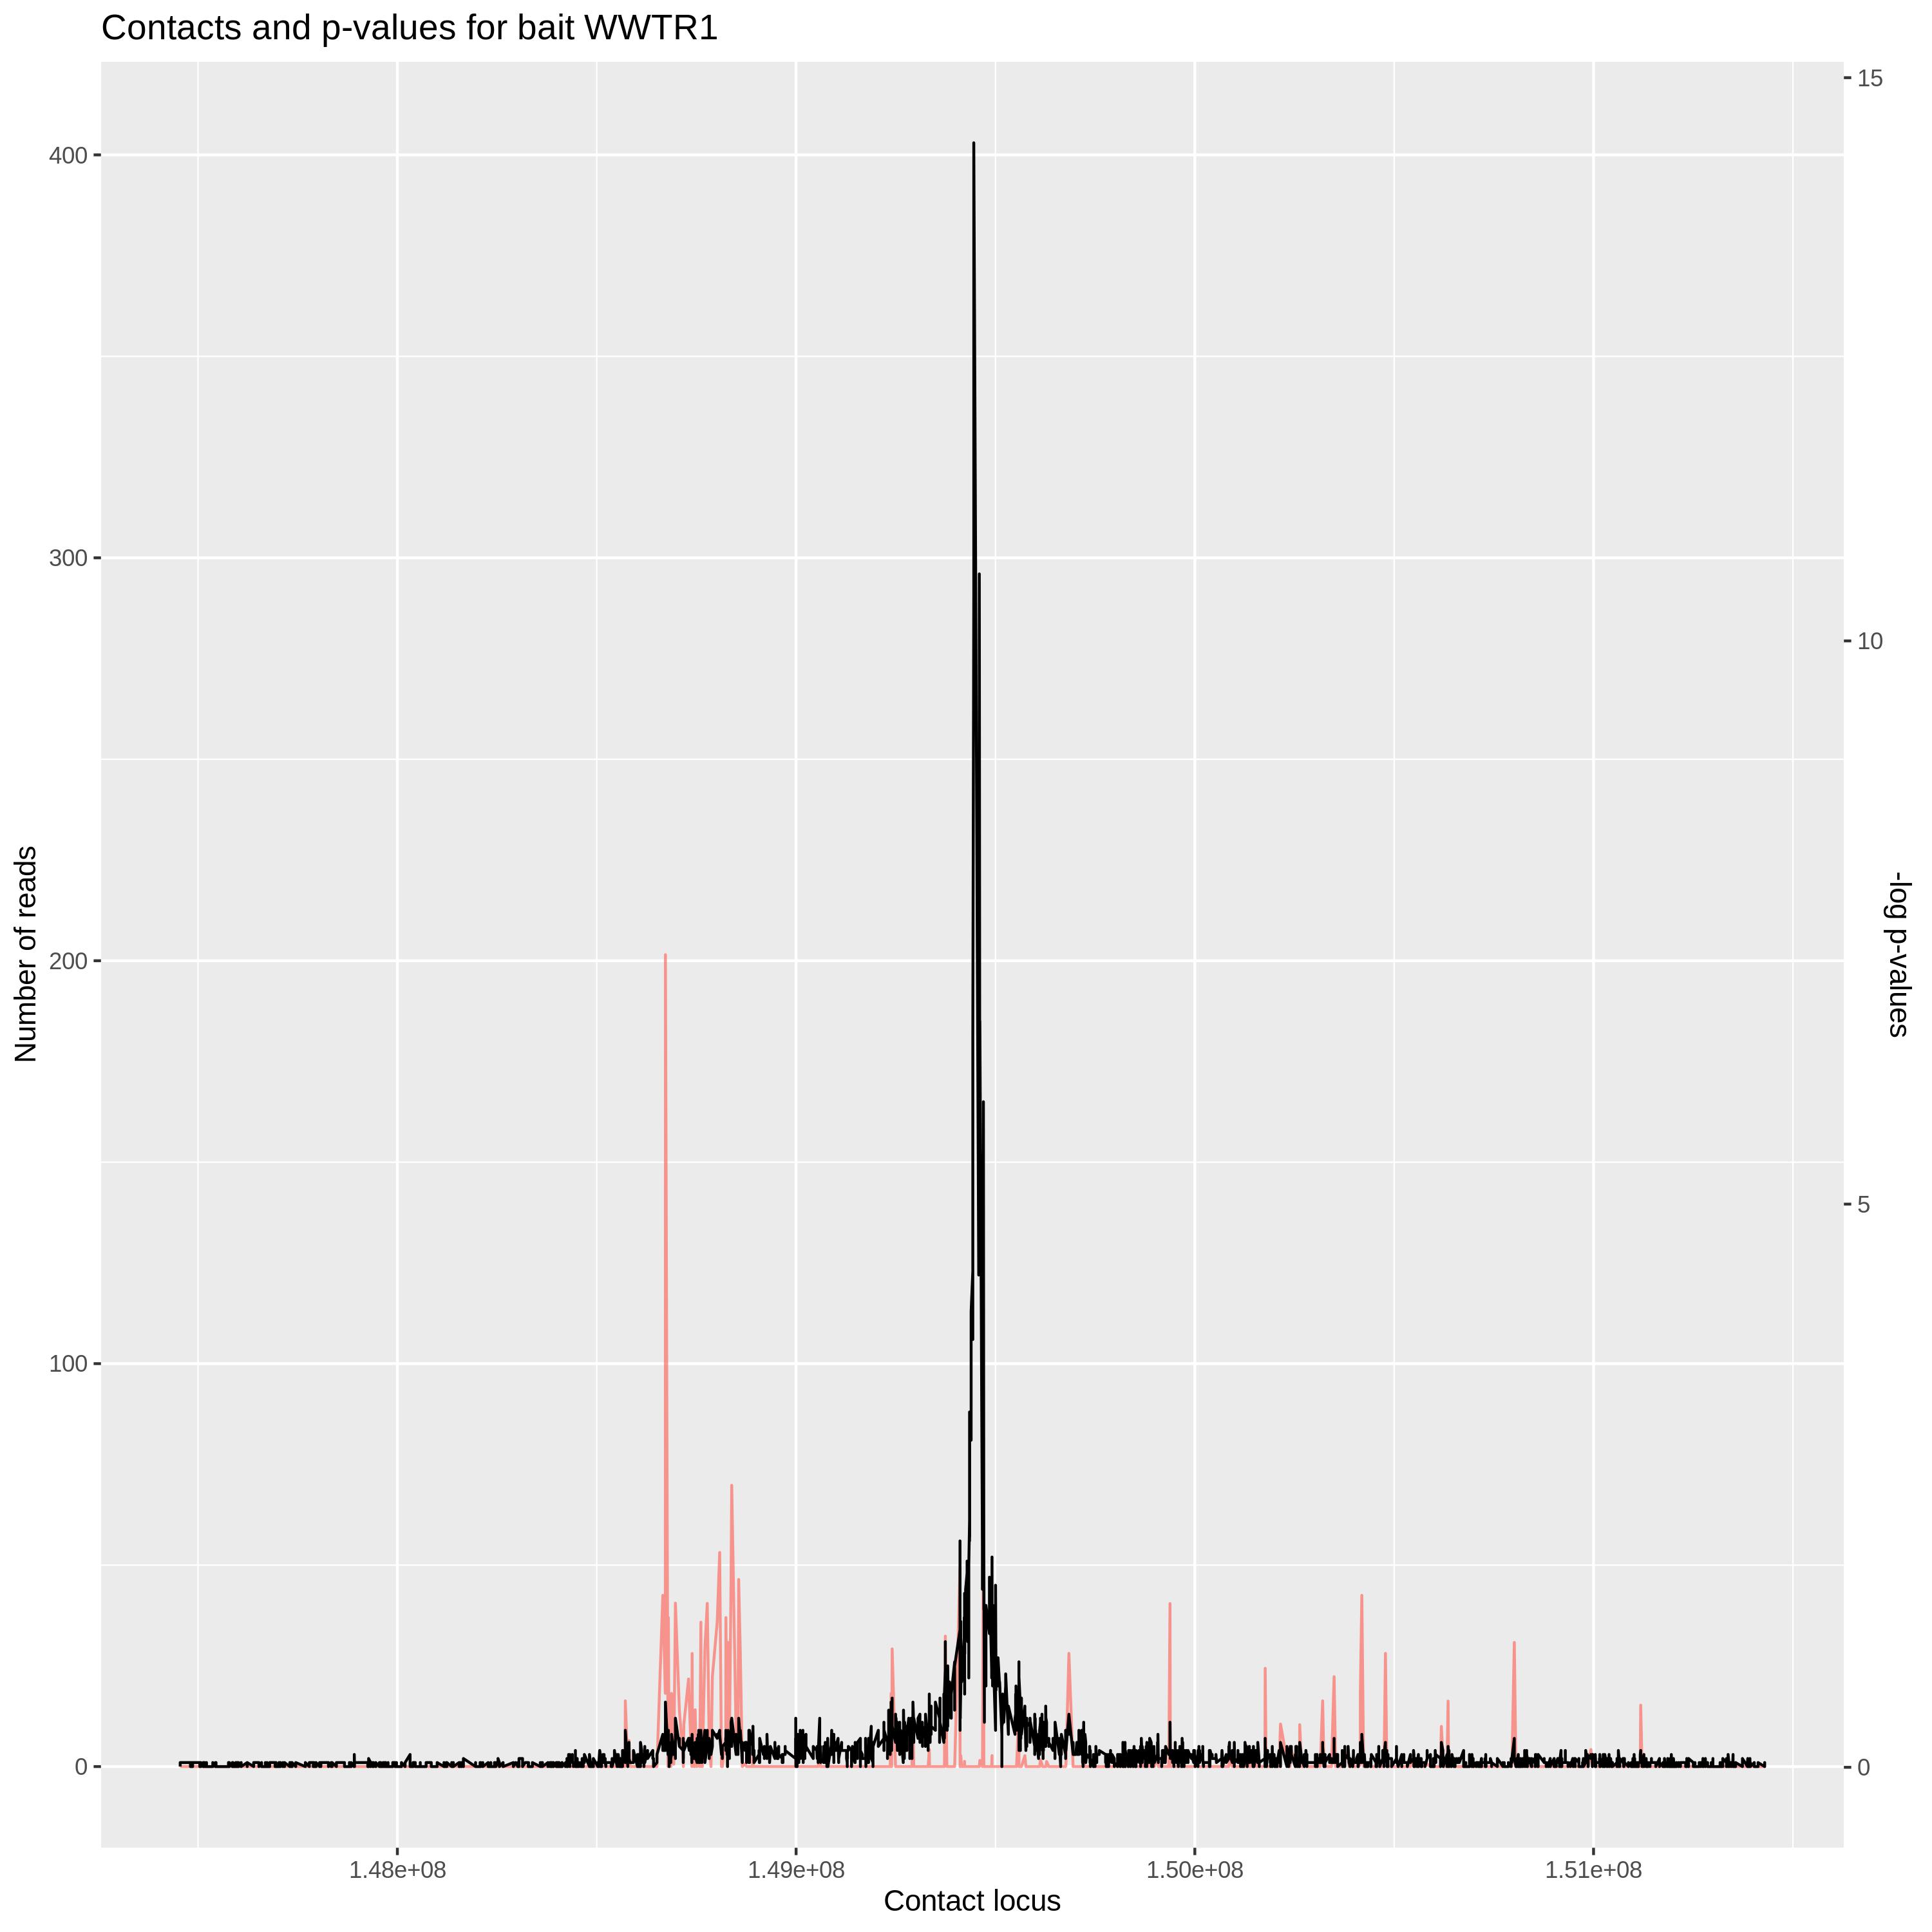 Contacts and p-values for bait WWTR1
15
400
10
300
Number of reads
200
-log p-values
5
100
0
0
1.48e+08
1.49e+08
1.50e+08
1.51e+08
Contact locus